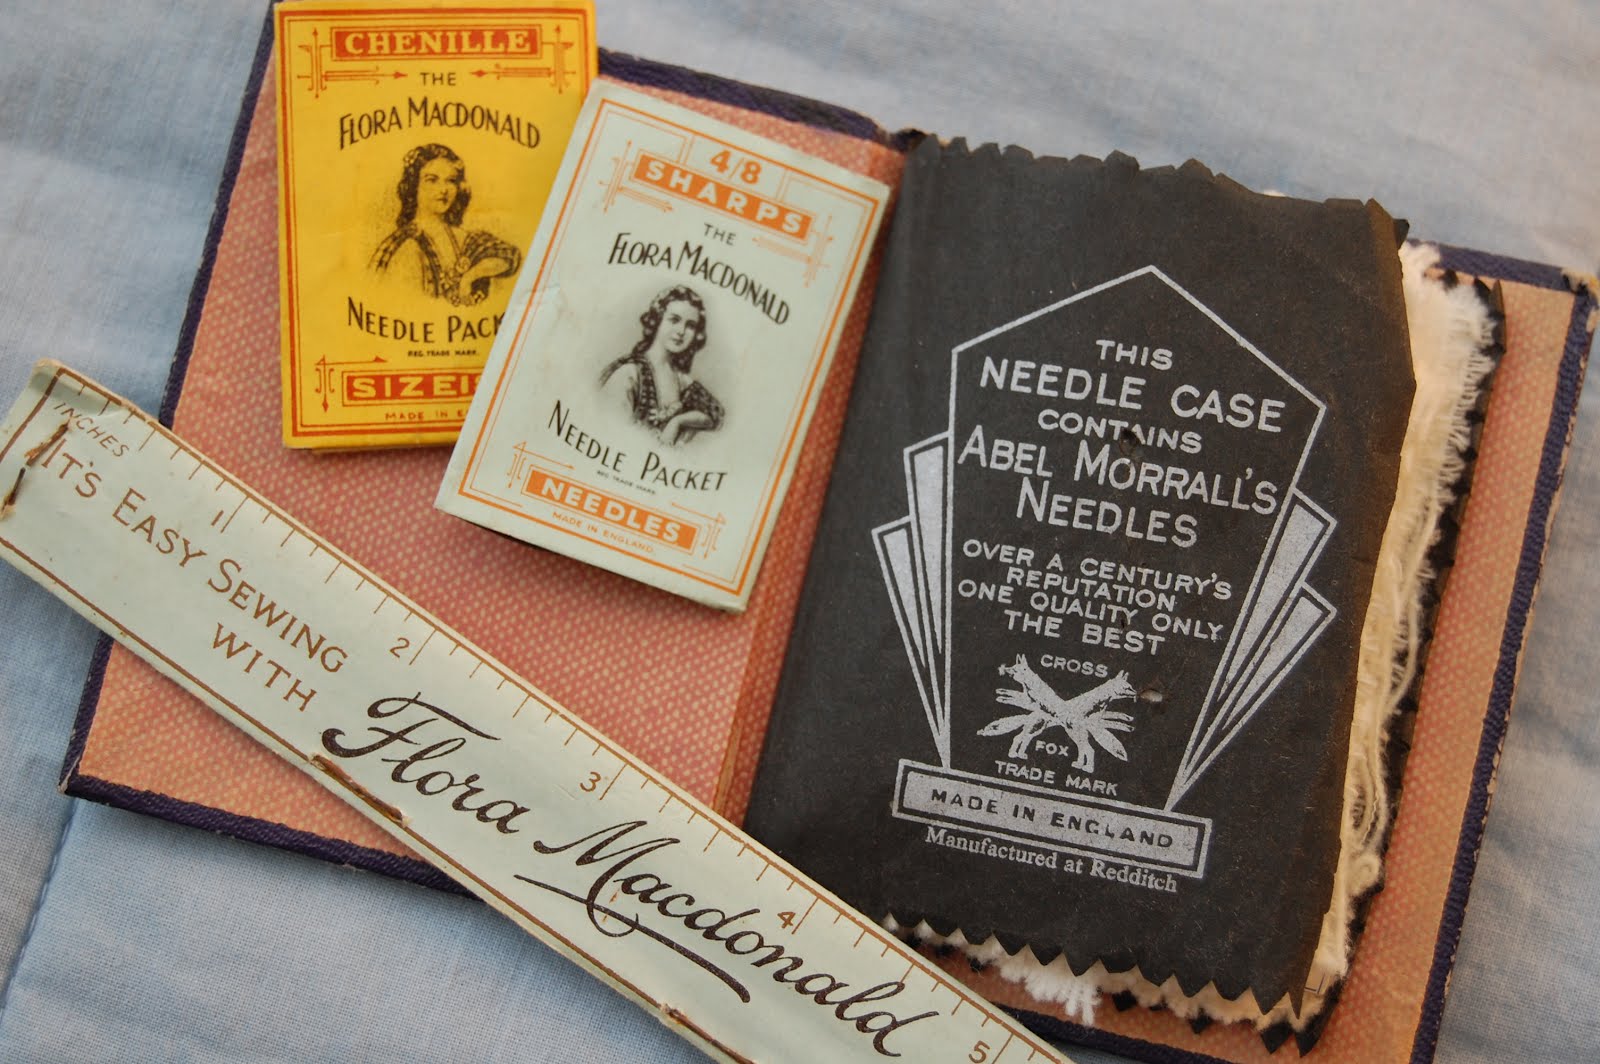 CHENILLE
THE
FLORA MACDONALD
NEEDLE PACK
REG. TRADE MARK.
MADE IN E
4/8
SHARPS
THE
FLORA MACDONALD
NEEDLE PACKET
REG. TRADE MARK.
NEEDLES
MADE IN ENGLAND.
INCHES
1
2
3
4
5
IT'S EASY SEWING
WITH
Flora Macdonald
THIS
NEEDLE CASE
CONTAINS
ABEL MORRALL'S
NEEDLES
OVER A CENTURY'S
REPUTATION
ONE QUALITY ONLY
THE BEST
CROSS
FOX
TRADE MARK
MADE IN ENGLAND
Manufactured at Redditch